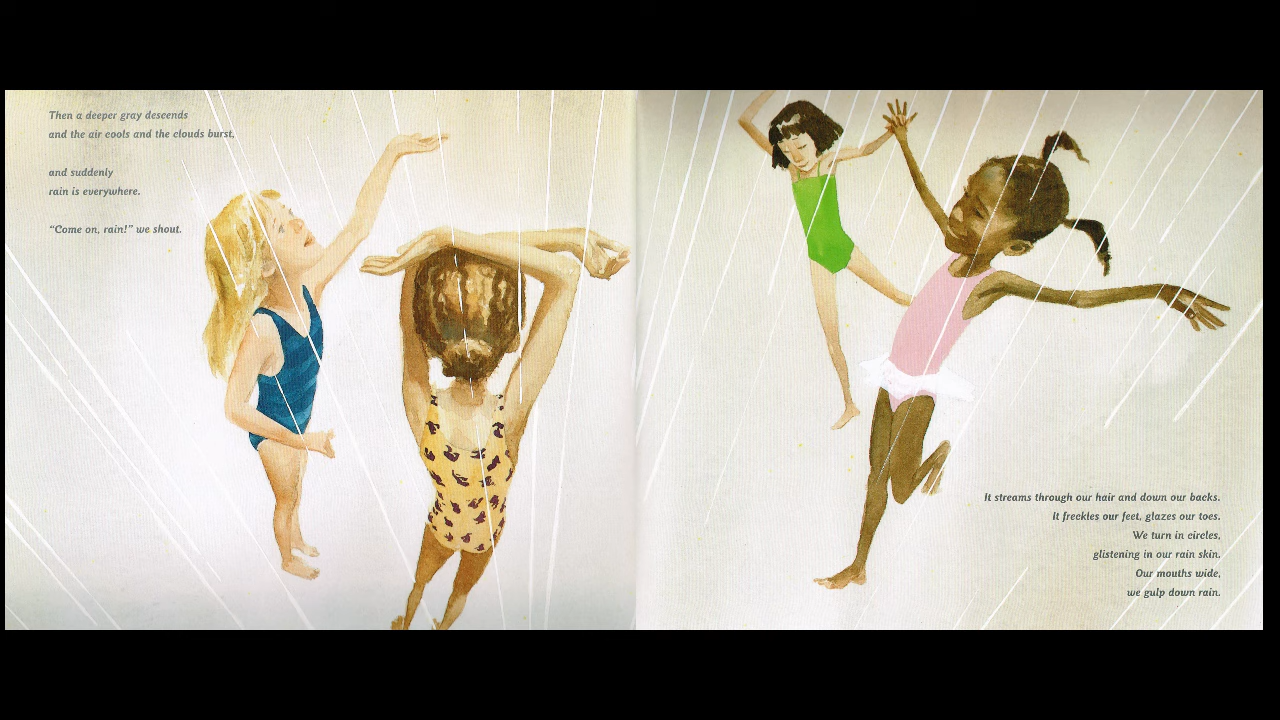 Then a deeper gray descends
and the air cools and the clouds burst,
and suddenly
rain is everywhere.
“Come on, rain!” we shout.
It streams through our hair and down our backs.
It freckles our feet, glazes our toes.
We turn in circles,
glistening in our rain skin.
Our mouths wide,
we gulp down rain.